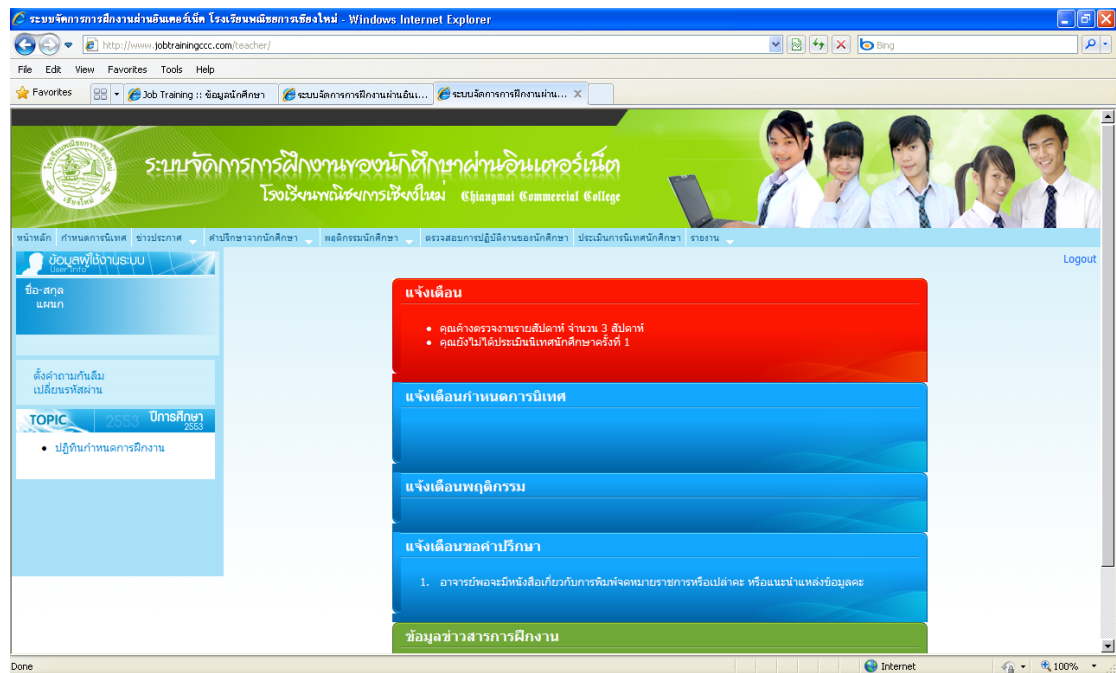 ระบบจัดการการฝึกงานผ่านอินเตอร์เน็ต โรงเรียนพณิชยการเชียงใหม่ - Windows Internet Explorer
http://www.jobtrainingccc.com/teacher/
Bing
File Edit View Favorites Tools Help
Favorites Job Training :: ข้อมูลนักศึกษา ระบบจัดการการฝึกงานผ่านอิน... ระบบจัดการการฝึกงานผ่าน...
ระบบจัดการการฝึกงานของนักศึกษาผ่านอินเตอร์เน็ต
โรงเรียนพณิชยการเชียงใหม่ Chiangmai Commercial College
หน้าหลัก กำหนดการนิเทศ ข่าวประกาศ คำปรึกษาจากนักศึกษา พฤติกรรมนักศึกษา ตรวจสอบการปฏิบัติงานของนักศึกษา ประเมินการนิเทศนักศึกษา รายงาน
ข้อมูลผู้ใช้งานระบบ
User Info
Logout
ชื่อ-สกุล
แผนก
ตั้งคำถามกันลืม
เปลี่ยนรหัสผ่าน
TOPIC 2553 ปีการศึกษา
2553
• ปฏิทินกำหนดการฝึกงาน
แจ้งเตือน
• คุณค้างตรวจงานรายสัปดาห์ จำนวน 3 สัปดาห์
• คุณยังไม่ได้ประเมินนิเทศนักศึกษาครั้งที่ 1
แจ้งเตือนกำหนดการนิเทศ
แจ้งเตือนพฤติกรรม
แจ้งเตือนขอคำปรึกษา
1. อาจารย์พอจะมีหนังสือเกี่ยวกับการพิมพ์จดหมายราชการหรือเปล่าคะ หรือแนะนำแหล่งข้อมูลคะ
ข้อมูลข่าวสารการฝึกงาน
Done Internet 100%